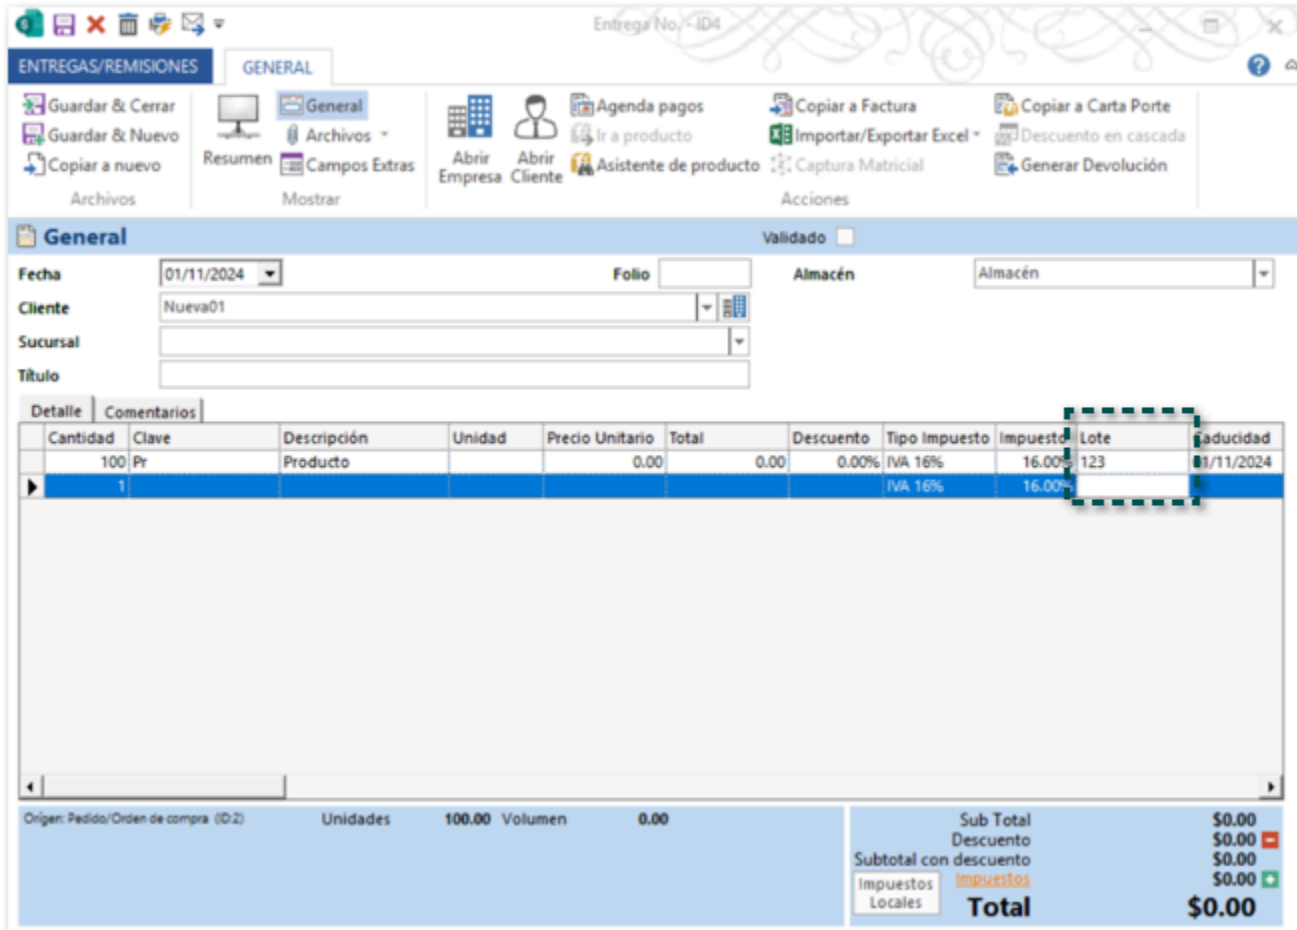 Entrega No. - ID4
ENTREGAS/REMISIONES GENERAL
Guardar & Cerrar
Guardar & Nuevo
Copiar a nuevo
Archivos
Resumen
General
Archivos
Campos Extras
Mostrar
Abrir Empresa
Abrir Cliente
Agenda pagos
Ir a producto
Asistente de producto
Copiar a Factura
Importar/Exportar Excel
Captura Matricial
Copiar a Carta Porte
Descuento en cascada
Generar Devolución
Acciones
General Validado
Fecha 01/11/2024 Folio Almacén Almacén
Cliente Nueva01
Sucursal
Título
Detalle Comentarios
Cantidad Clave Descripción Unidad Precio Unitario Total Descuento Tipo Impuesto Impuesto Lote Caducidad
100 Pr Producto 0.00 0.00 0.00% IVA 16% 16.00% 123 01/11/2024
1 IVA 16% 16.00%
Origen: Pedido/Orden de compra (ID:2) Unidades 100.00 Volumen 0.00
Sub Total $0.00
Descuento $0.00
Subtotal con descuento $0.00
Impuestos Locales
Impuestos $0.00
Total $0.00